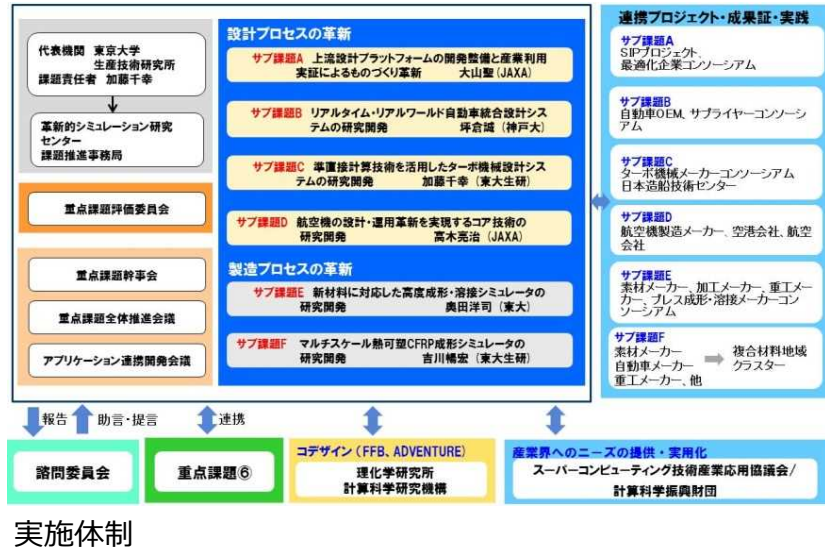 代表機関 東京大学
生産技術研究所
課題責任者 加藤千幸
革新的シミュレーション研究
センター
課題推進事務局
重点課題評価委員会
重点課題幹事会
重点課題全体推進会議
アプリケーション連携開発会議
設計プロセスの革新
サブ課題A 上流設計プラットフォームの開発整備と産業利用
実証によるものづくり革新 大山聖(JAXA)
サブ課題B リアルタイム・リアルワールド自動車統合設計シス
テムの研究開発 坪倉誠(神戸大)
サブ課題C 準直接計算技術を活用したターボ機械設計シス
テムの研究開発 加藤千幸(東大生研)
サブ課題D 航空機の設計・運用革新を実現するコア技術の
研究開発 高木亮治(JAXA)
製造プロセスの革新
サブ課題E 新材料に対応した高度成形・溶接シミュレータの
研究開発 奥田洋司(東大)
サブ課題F マルチスケール熱可塑CFRP成形シミュレータの
研究開発 吉川暢宏(東大生研)
連携プロジェクト・成果証・実践
サブ課題A
SIPプロジェクト、
最適化企業コンソーシアム
サブ課題B
自動車OEM、サプライヤーコンソーシ
アム
サブ課題C
ターボ機械メーカーコンソーシアム
日本造船技術センター
サブ課題D
航空機製造メーカー、空港会社、航空
会社
サブ課題E
素材メーカー、加工メーカー、重工メー
カー、プレス成形・溶接メーカーコン
ソーシアム
サブ課題F
素材メーカー
自動車メーカー
重工メーカー、他
複合材料地域
クラスター
報告 助言・提言 連携
諮問委員会
重点課題⑥
コデザイン(FFB、ADVENTURE)
理化学研究所
計算科学研究機構
産業界へのニーズの提供・実用化
スーパーコンピューティング技術産業応用協議会/
計算科学振興財団
実施体制